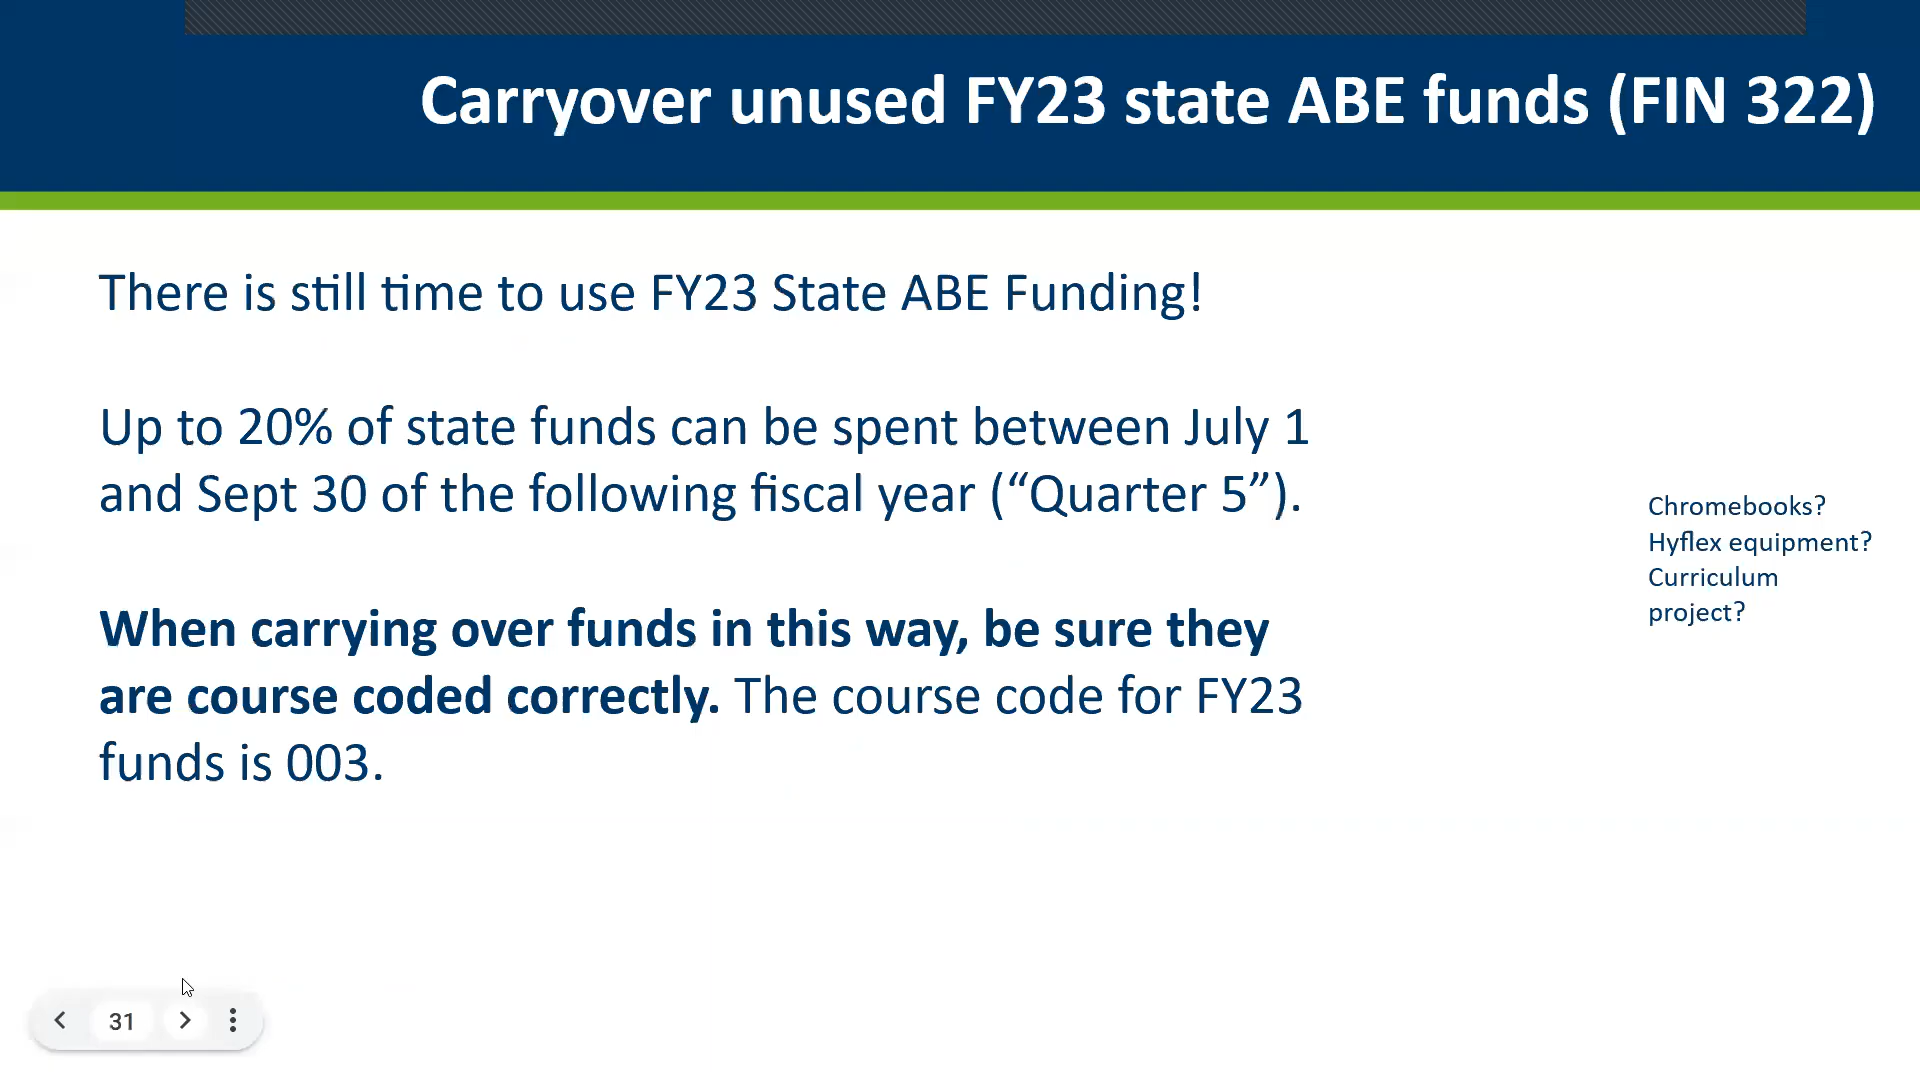 Carryover unused FY23 state ABE funds (FIN 322)
There is still time to use FY23 State ABE Funding!
Up to 20% of state funds can be spent between July 1
and Sept 30 of the following fiscal year (“Quarter 5”).
When carrying over funds in this way, be sure they
are course coded correctly. The course code for FY23
funds is 003.
Chromebooks?
Hyflex equipment?
Curriculum
project?
31